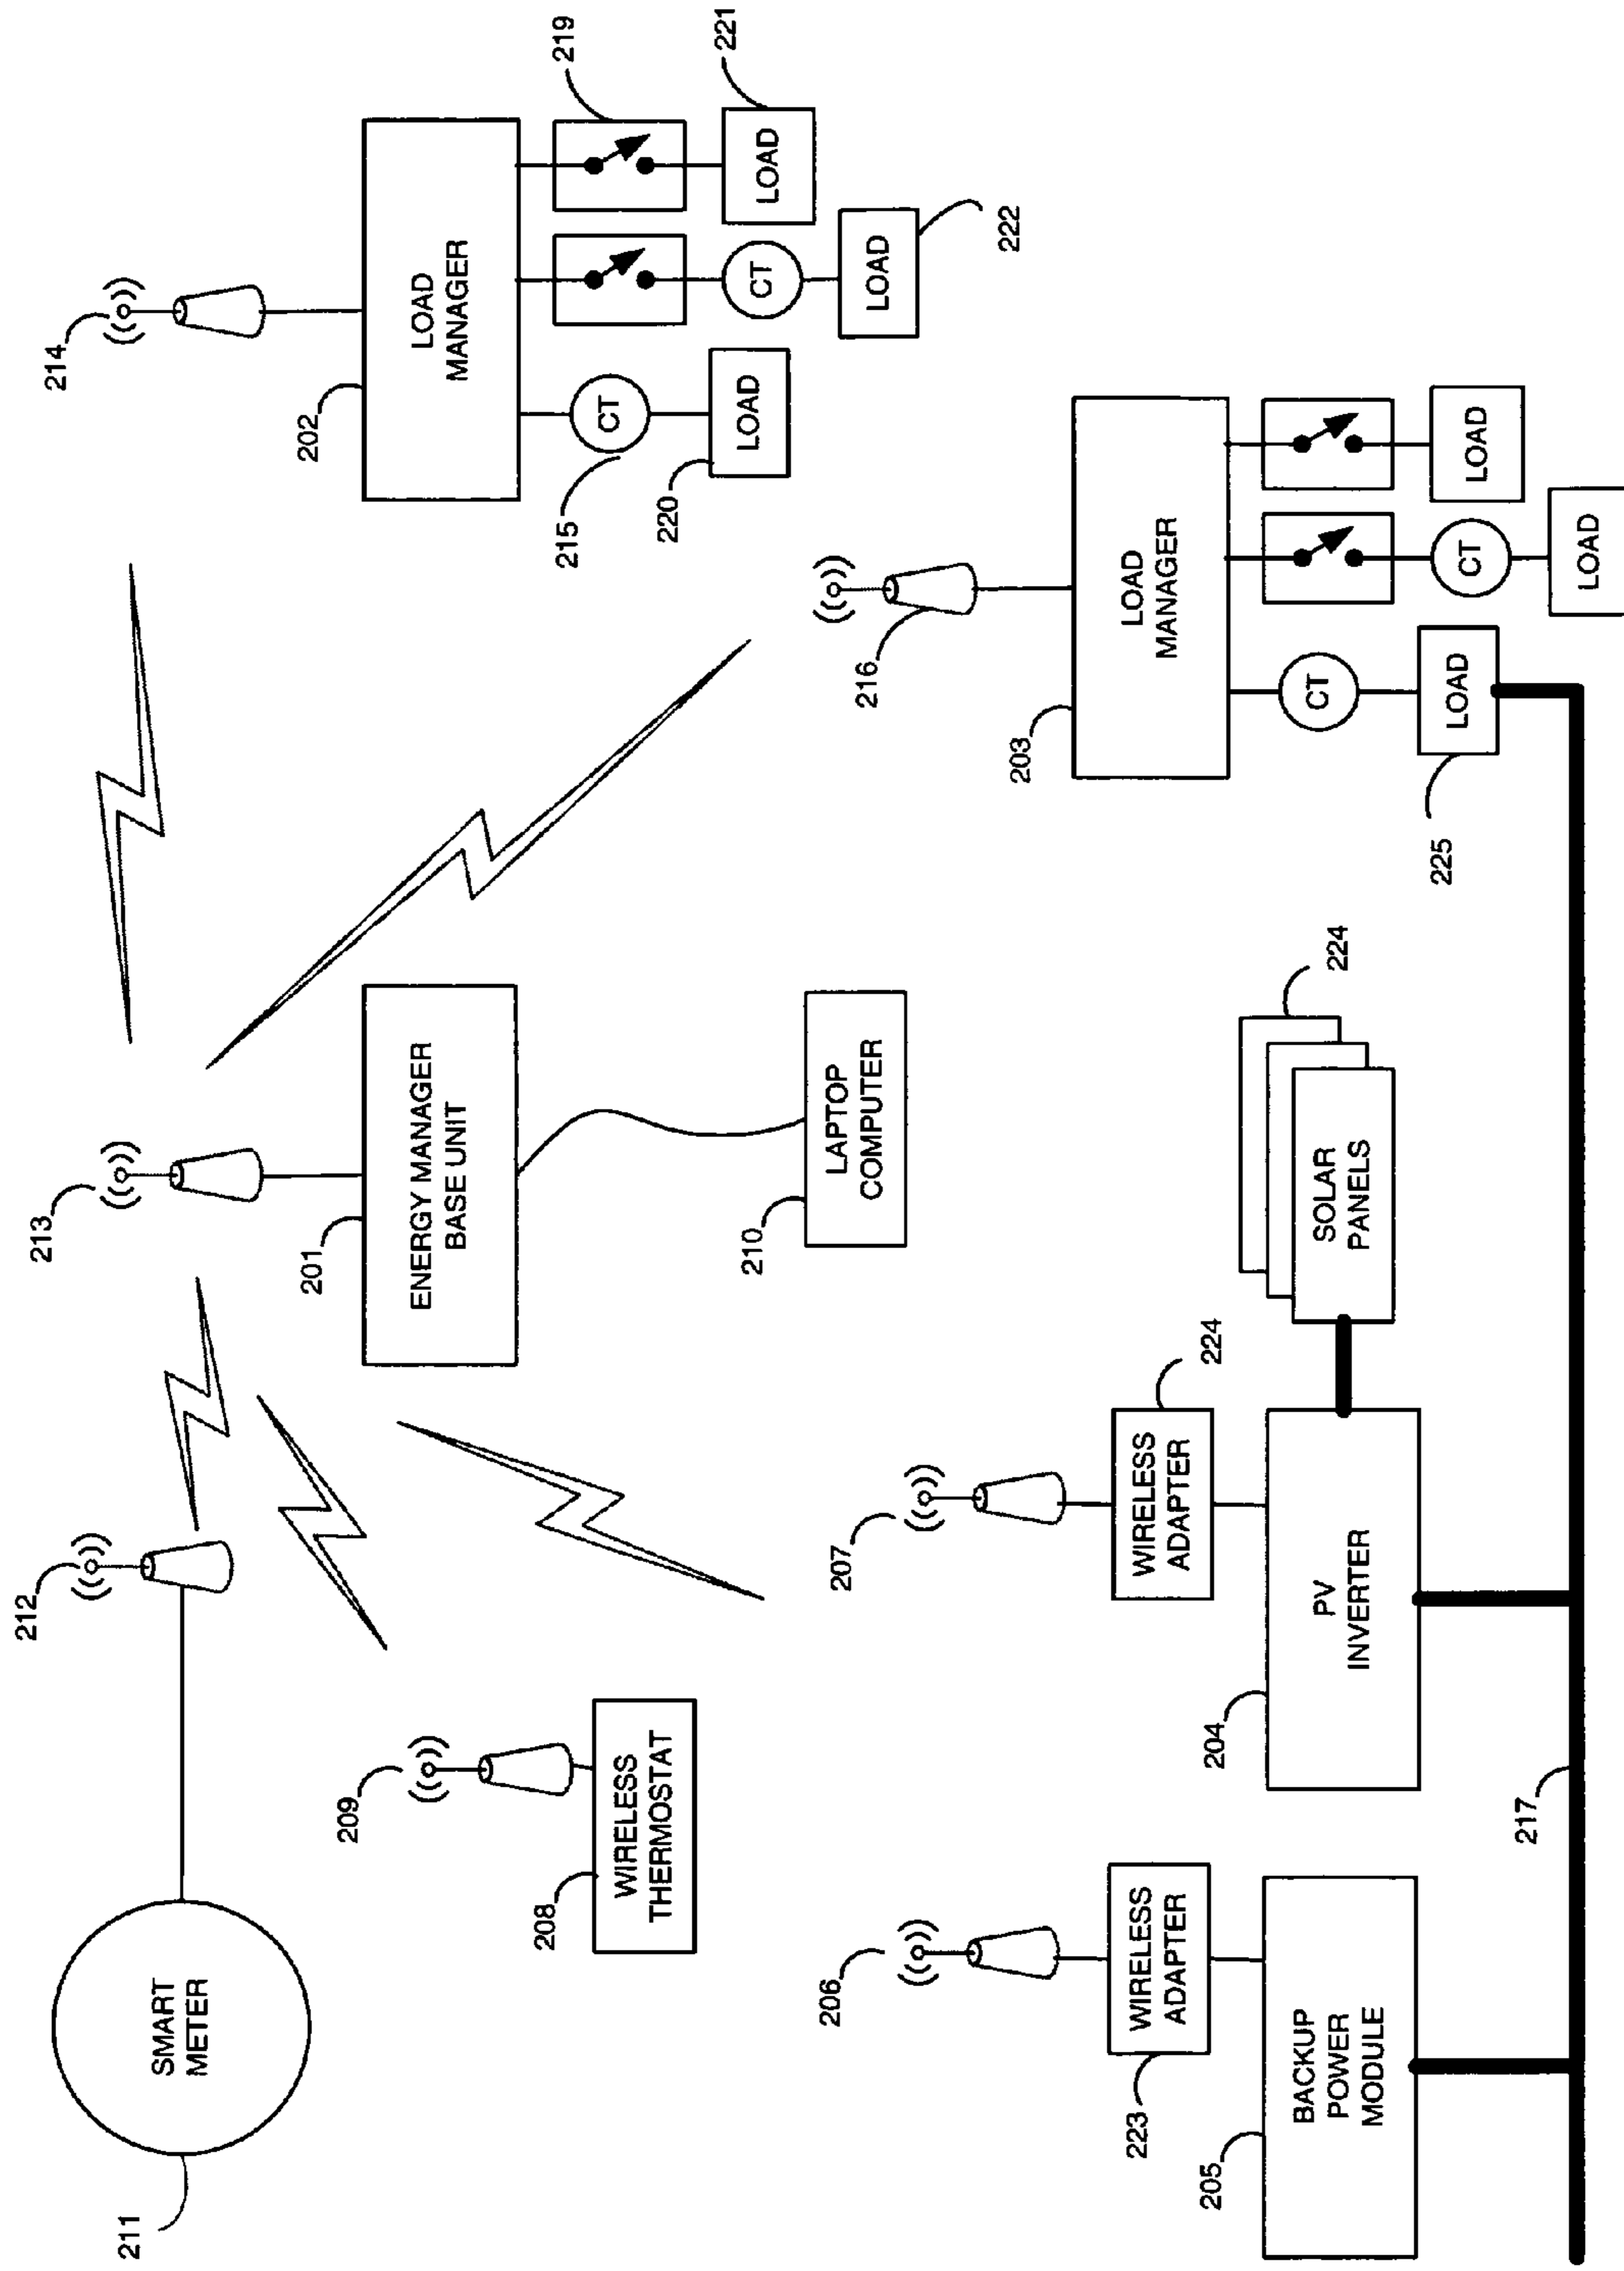 211
SMART
METER
212
213
214
209
208
WIRELESS
THERMOSTAT
201
ENERGY MANAGER
BASE UNIT
210
LAPTOP
COMPUTER
202
LOAD
MANAGER
215
CT
220
LOAD
CT
LOAD
222
219
LOAD
221
206
223
WIRELESS
ADAPTER
205
BACKUP
POWER
MODULE
207
WIRELESS
ADAPTER
224
204
PV
INVERTER
SOLAR
PANELS
224
217
216
203
LOAD
MANAGER
CT
LOAD
225
CT
LOAD
LOAD